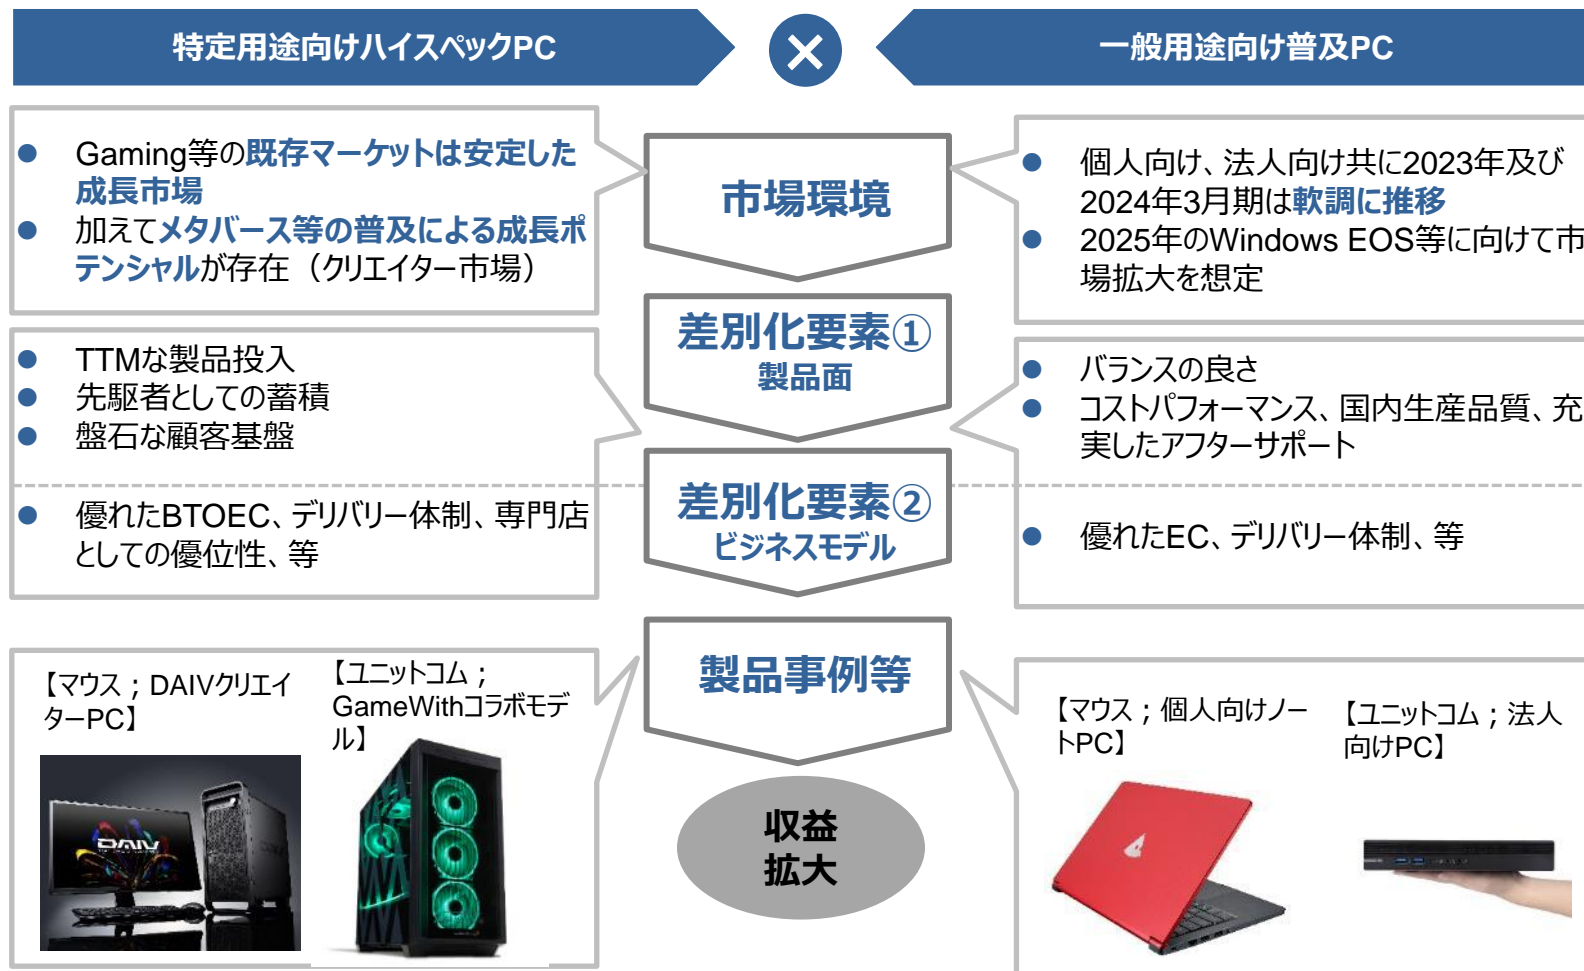 特定用途向けハイスペックPC
×
一般用途向け普及PC
● Gaming等の既存マーケットは安定した
成長市場
● 加えてメタバース等の普及による成長ポ
テンシャルが存在（クリエイター市場）
市場環境
● 個人向け、法人向け共に2023年及び
2024年3月期は軟調に推移
● 2025年のWindows EOS等に向けて市
場拡大を想定
● TTMな製品投入
● 先駆者としての蓄積
● 盤石な顧客基盤
差別化要素①
製品面
● バランスの良さ
● コストパフォーマンス、国内生産品質、充
実したアフターサポート
● 優れたBTOEC、デリバリー体制、専門店
としての優位性、等
差別化要素②
ビジネスモデル
● 優れたEC、デリバリー体制、等
製品事例等
【マウス；DAIVクリエイ
ターPC】
【ユニットコム；
GameWithコラボモデ
ル】
DAIV
【マウス；個人向けノー
トPC】
【ユニットコム；法人
向けPC】
収益
拡大